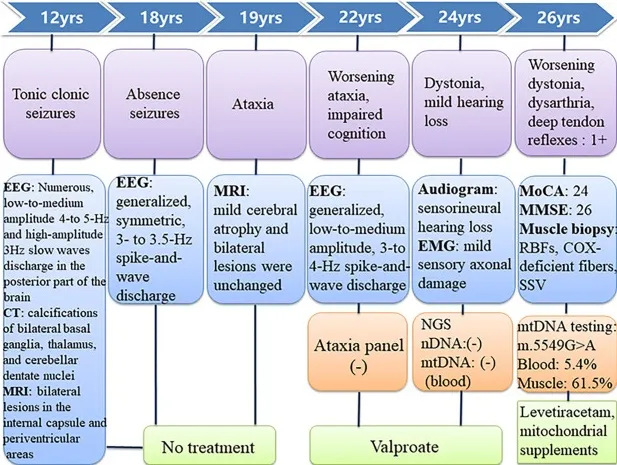 12yrs
18yrs
19yrs
22yrs
24yrs
26yrs
Tonic clonic
seizures
Absence
seizures
Ataxia
Worsening
ataxia,
impaired
cognition
Dystonia,
mild hearing
loss
Worsening
dystonia,
dysarthria,
deep tendon
reflexes : 1+
EEG: Numerous,
low-to-medium
amplitude 4-to 5-Hz
and high-amplitude
3Hz slow waves
discharge in the
posterior part of the
brain
CT: calcifications
of bilateral basal
ganglia, thalamus,
and cerebellar
dentate nuclei
MRI: bilateral
lesions in the
internal capsule and
periventricular
areas
EEG:
generalized,
symmetric,
3- to 3.5-Hz
spike-and-
wave
discharge
MRI:
mild cerebral
atrophy and
bilateral
lesions were
unchanged
EEG:
generalized,
low-to-medium
amplitude, 3-to
4-Hz spike-and-
wave discharge
Audiogram:
sensorineural
hearing loss
EMG: mild
sensory axonal
damage
MoCA: 24
MMSE: 26
Muscle biopsy:
RBFs, COX-
deficient fibers,
SSV
Ataxia panel
(-)
NGS
nDNA:(-)
mtDNA: (-)
(blood)
mtDNA testing:
m.5549G>A
Blood: 5.4%
Muscle: 61.5%
No treatment
Valproate
Levetiracetam,
mitochondrial
supplements